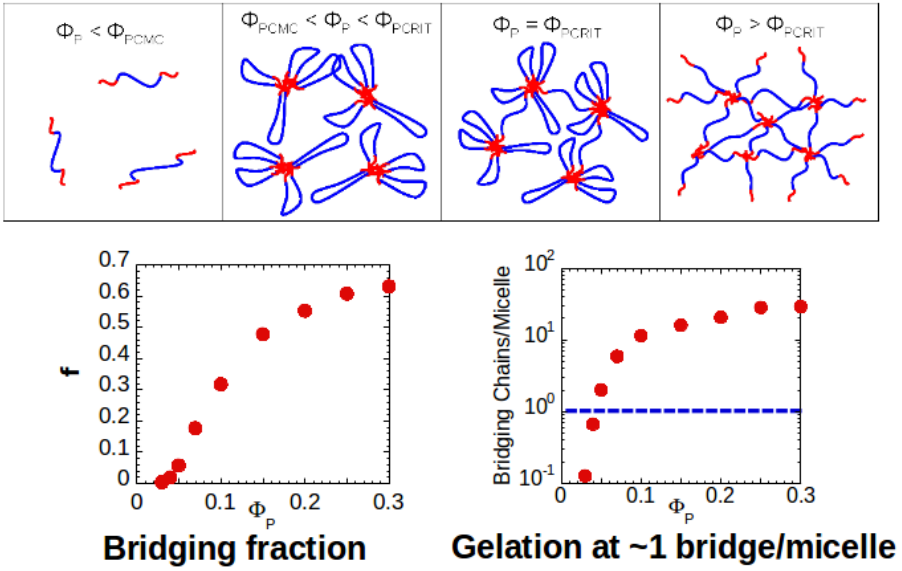 Φ_P < Φ_PCMC
Φ_PCMC < Φ_P < Φ_PCRIT
Φ_P = Φ_PCRIT
Φ_P > Φ_PCRIT
0.7
0.6
0.5
0.4
0.3
0.2
0.1
0
f
0 0.1 0.2 0.3
Φ_P
Bridging fraction
10^2
10^1
10^0
10^-1
Bridging Chains/Micelle
0 0.1 0.2 0.3
Φ_P
Gelation at ~1 bridge/micelle